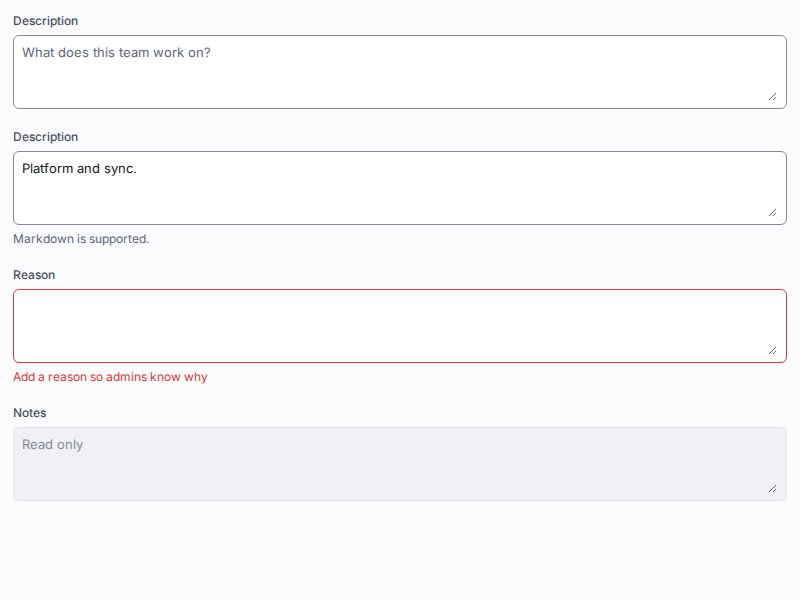 Description
What does this team work on?
Description
Platform and sync.
Markdown is supported.
Reason
Add a reason so admins know why
Notes
Read only